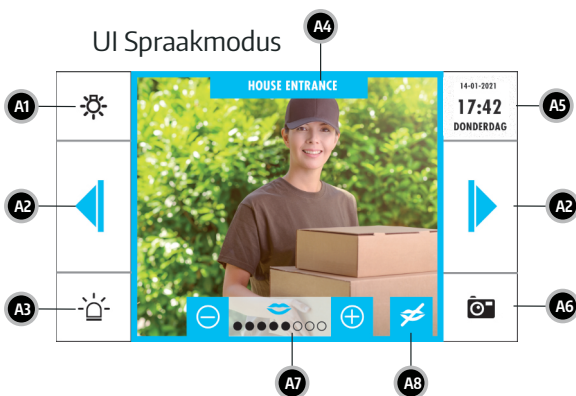 UI Spraakmodus
A4
HOUSE ENTRANCE
A1
14-01-2021
17:42
DONDERDAG
A5
A2
A2
A3
A6
A7
A8